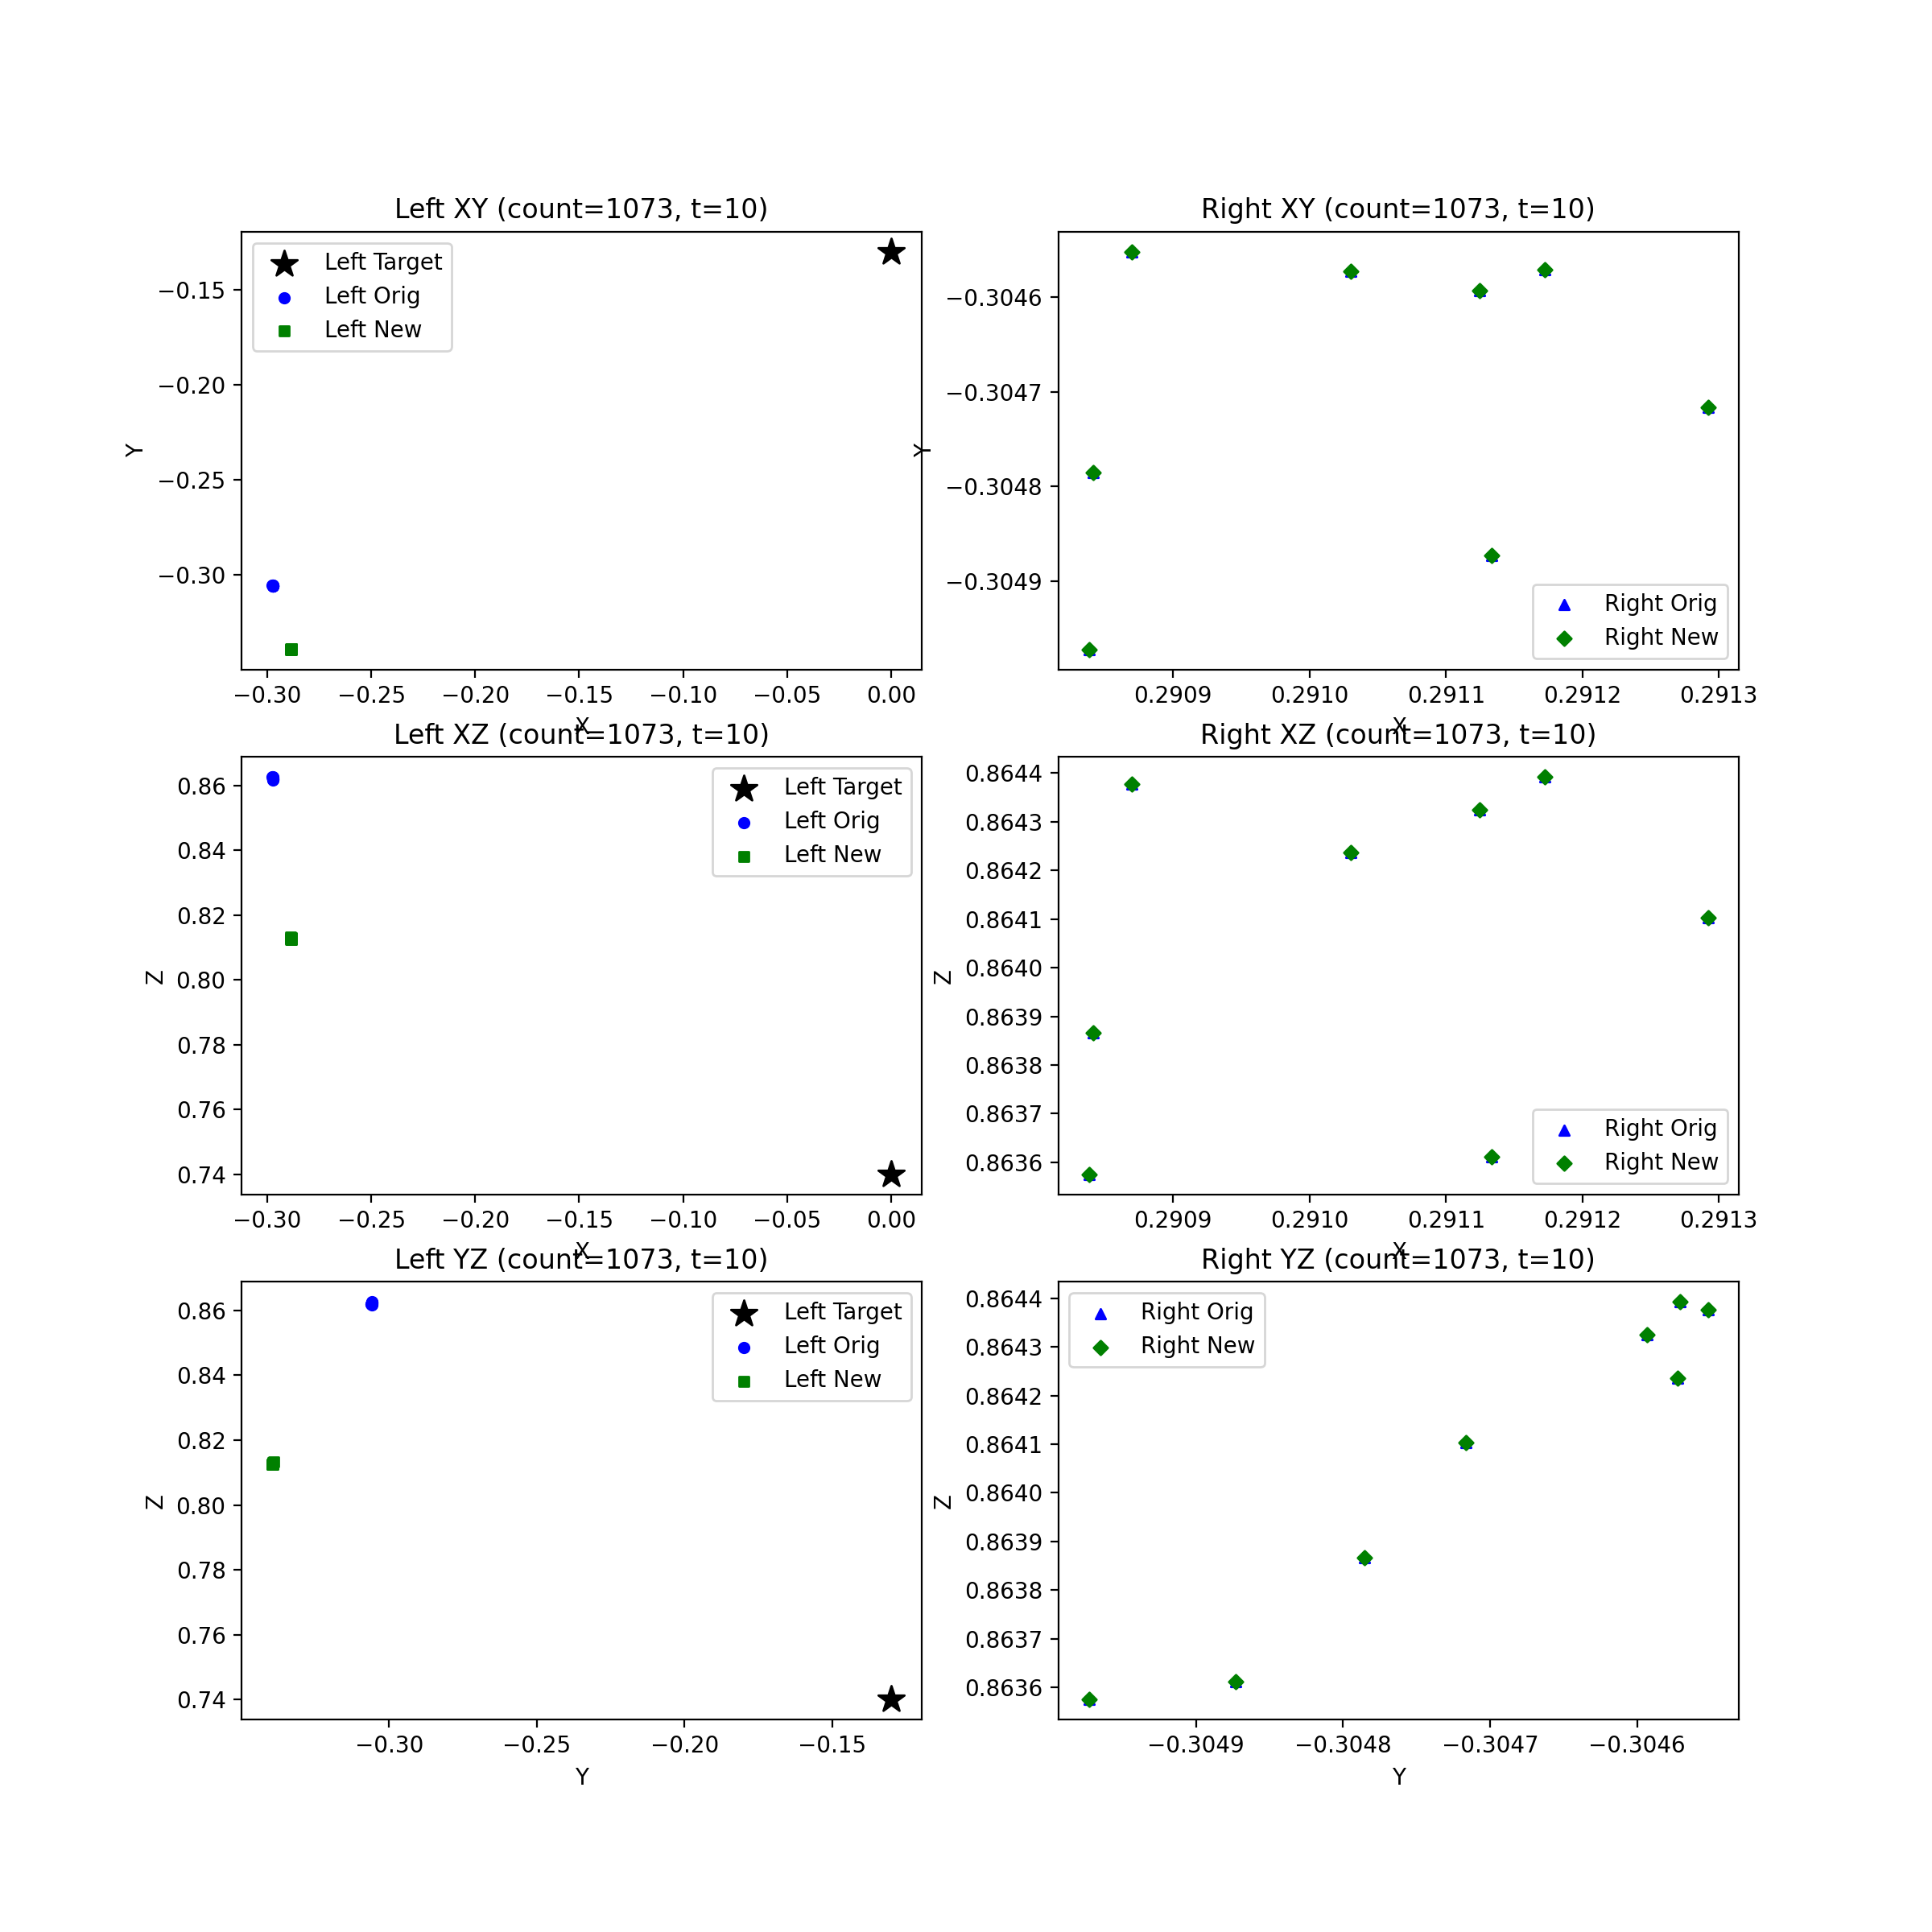 Left XY (count=1073, t=10)
Left Target
Left Orig
Left New
−0.15
−0.20
−0.25
−0.30
Y
−0.30 −0.25 −0.20 −0.15 −0.10 −0.05 0.00
X
Right XY (count=1073, t=10)
−0.3046
−0.3047
−0.3048
−0.3049
Y
Right Orig
Right New
0.2909 0.2910 0.2911 0.2912 0.2913
X
Left XZ (count=1073, t=10)
Left Target
Left Orig
Left New
0.86
0.84
0.82
0.80
0.78
0.76
0.74
Z
−0.30 −0.25 −0.20 −0.15 −0.10 −0.05 0.00
X
Right XZ (count=1073, t=10)
0.8644
0.8643
0.8642
0.8641
0.8640
0.8639
0.8638
0.8637
0.8636
Z
Right Orig
Right New
0.2909 0.2910 0.2911 0.2912 0.2913
X
Left YZ (count=1073, t=10)
Left Target
Left Orig
Left New
0.86
0.84
0.82
0.80
0.78
0.76
0.74
Z
−0.30 −0.25 −0.20 −0.15
Y
Right YZ (count=1073, t=10)
Right Orig
Right New
0.8644
0.8643
0.8642
0.8641
0.8640
0.8639
0.8638
0.8637
0.8636
Z
−0.3049 −0.3048 −0.3047 −0.3046
Y